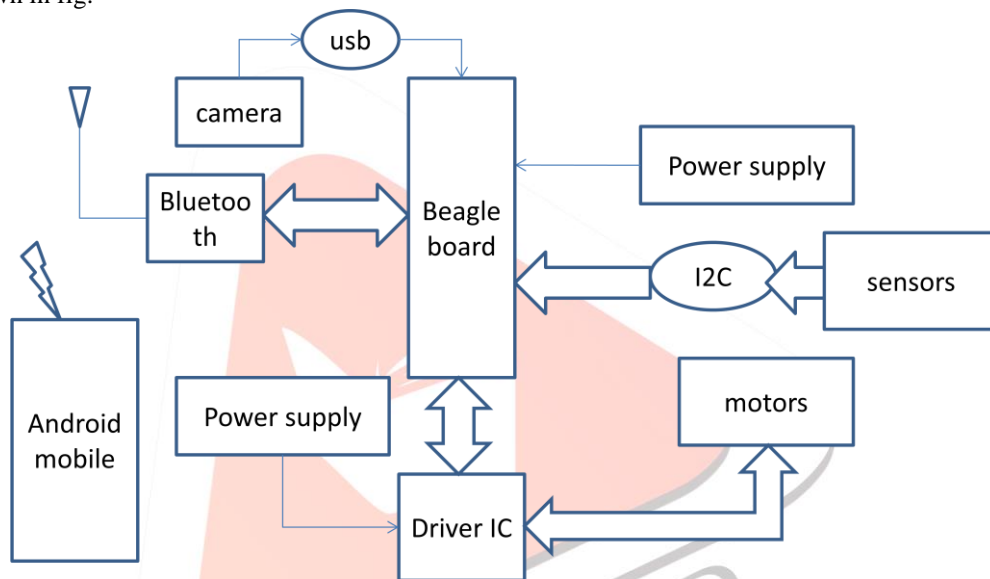 usb
camera
Power supply
Bluetoo
th
Beagle
board
I2C
sensors
Power supply
motors
Android
mobile
Driver IC